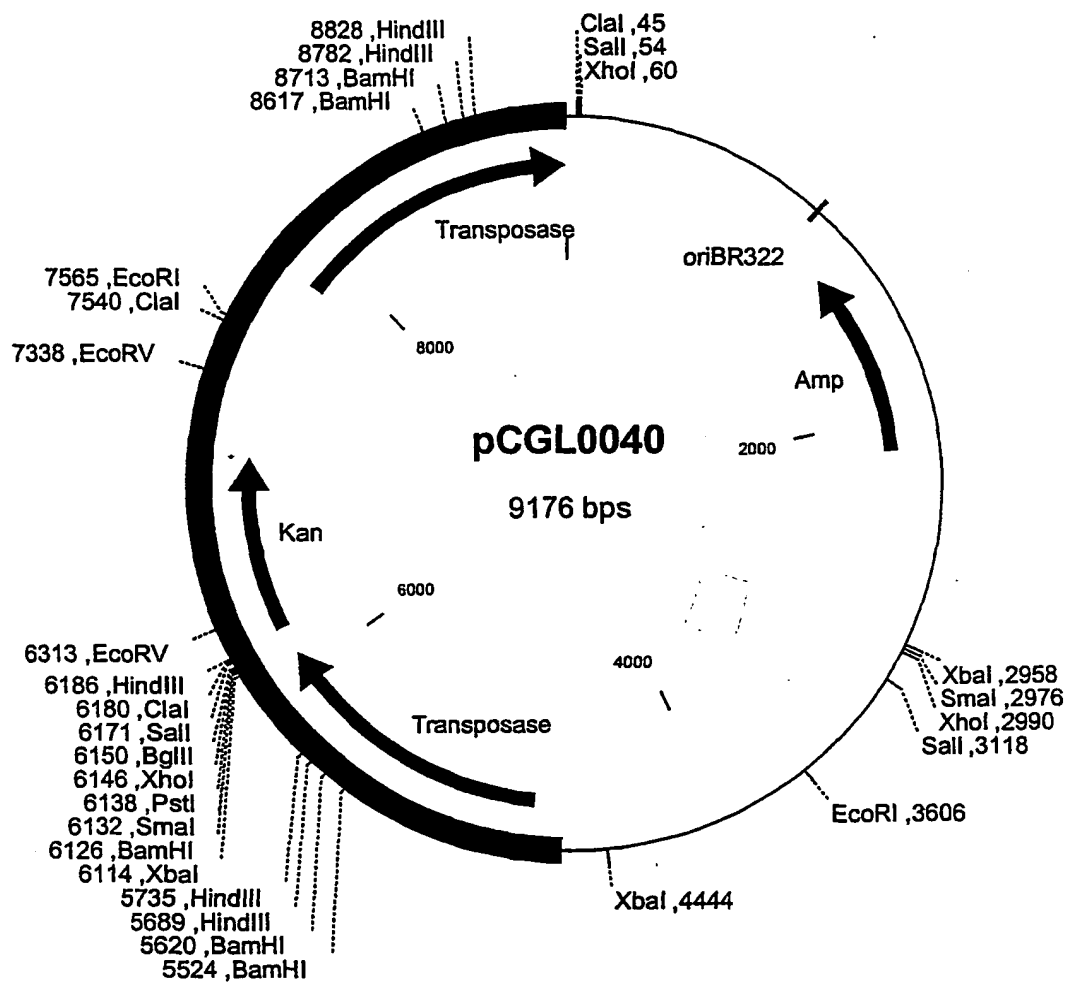 8828 ,HindIII
8782 ,HindIII
8713 ,BamHI
8617 ,BamHI
ClaI ,45
SalI ,54
XhoI ,60
Transposase
oriBR322
7565 ,EcoRI
7540 ,ClaI
7338 ,EcoRV
8000
Amp
pCGL0040
2000
9176 bps
Kan
6000
4000
6313 ,EcoRV
6186 ,HindIII
6180 ,ClaI
6171 ,SalI
6150 ,BglII
6146 ,XhoI
6138 ,PstI
6132 ,SmaI
6126 ,BamHI
6114 ,XbaI
5735 ,HindIII
5689 ,HindIII
5620 ,BamHI
5524 ,BamHI
Transposase
XbaI ,2958
SmaI ,2976
XhoI ,2990
SalI ,3118
EcoRI ,3606
XbaI ,4444